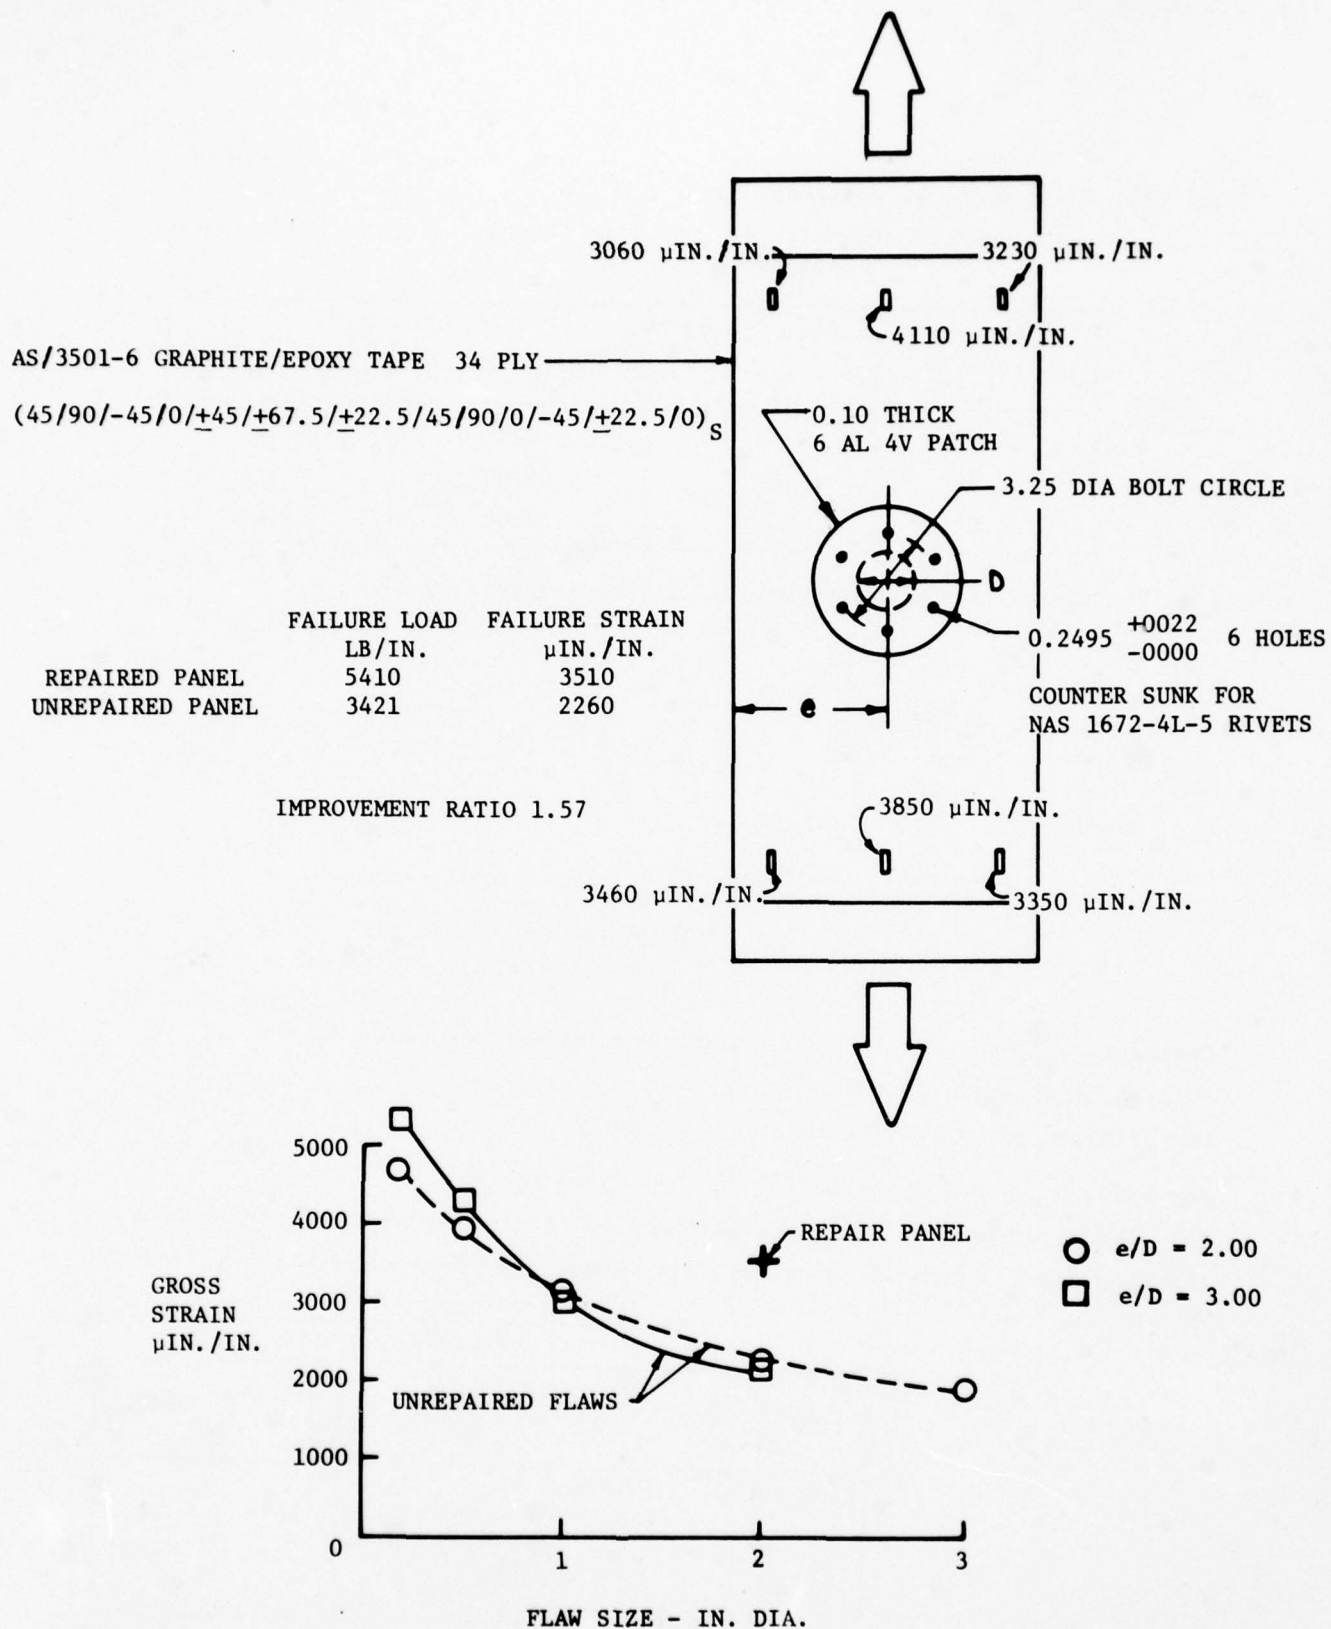 3060 µIN./IN. 3230 µIN./IN.
4110 µIN./IN.
AS/3501-6 GRAPHITE/EPOXY TAPE 34 PLY
(45/90/-45/0/±45/±67.5/±22.5/45/90/0/-45/±22.5/0)S
0.10 THICK
6 AL 4V PATCH
3.25 DIA BOLT CIRCLE
D
0.2495 +0022 -0000 6 HOLES
COUNTER SUNK FOR
NAS 1672-4L-5 RIVETS
e
FAILURE LOAD FAILURE STRAIN
LB/IN. µIN./IN.
REPAIRED PANEL 5410 3510
UNREPAIRED PANEL 3421 2260
IMPROVEMENT RATIO 1.57
3850 µIN./IN.
3460 µIN./IN. 3350 µIN./IN.
5000
4000
3000
2000
1000
0
GROSS
STRAIN
µIN./IN.
REPAIR PANEL
UNREPAIRED FLAWS
e/D = 2.00
e/D = 3.00
1 2 3
FLAW SIZE - IN. DIA.